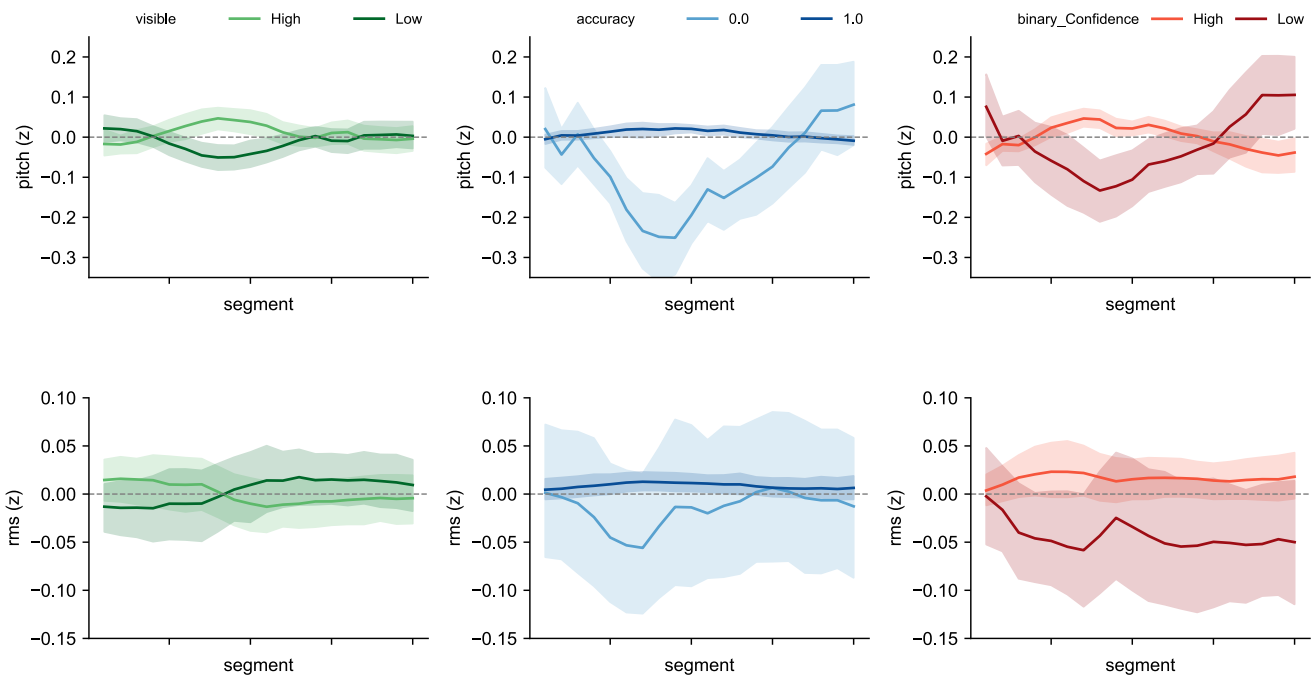 visible High Low
accuracy 0.0 1.0
binary_Confidence High Low
0.2
0.1
0.0
−0.1
−0.2
−0.3
pitch (z)
segment
0.2
0.1
0.0
−0.1
−0.2
−0.3
pitch (z)
segment
0.2
0.1
0.0
−0.1
−0.2
−0.3
pitch (z)
segment
0.10
0.05
0.00
−0.05
−0.10
−0.15
rms (z)
segment
0.10
0.05
0.00
−0.05
−0.10
−0.15
rms (z)
segment
0.10
0.05
0.00
−0.05
−0.10
−0.15
rms (z)
segment